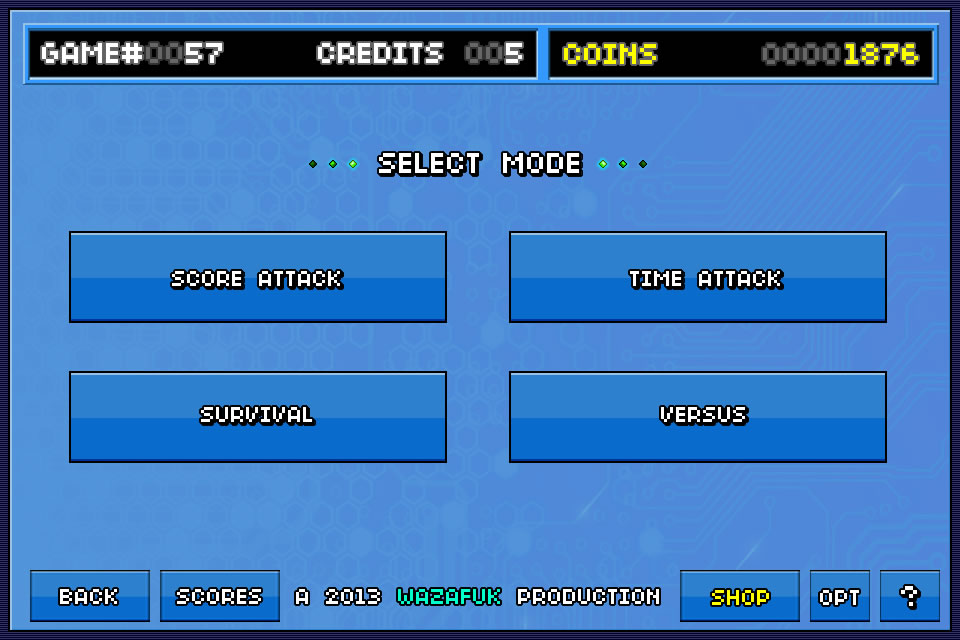 GAME#0057 CREDITS 005 COINS 00001876
SELECT MODE
SCORE ATTACK TIME ATTACK
SURVIVAL VERSUS
BACK SCORES A 2013 WAZAFUK PRODUCTION SHOP OPT ?